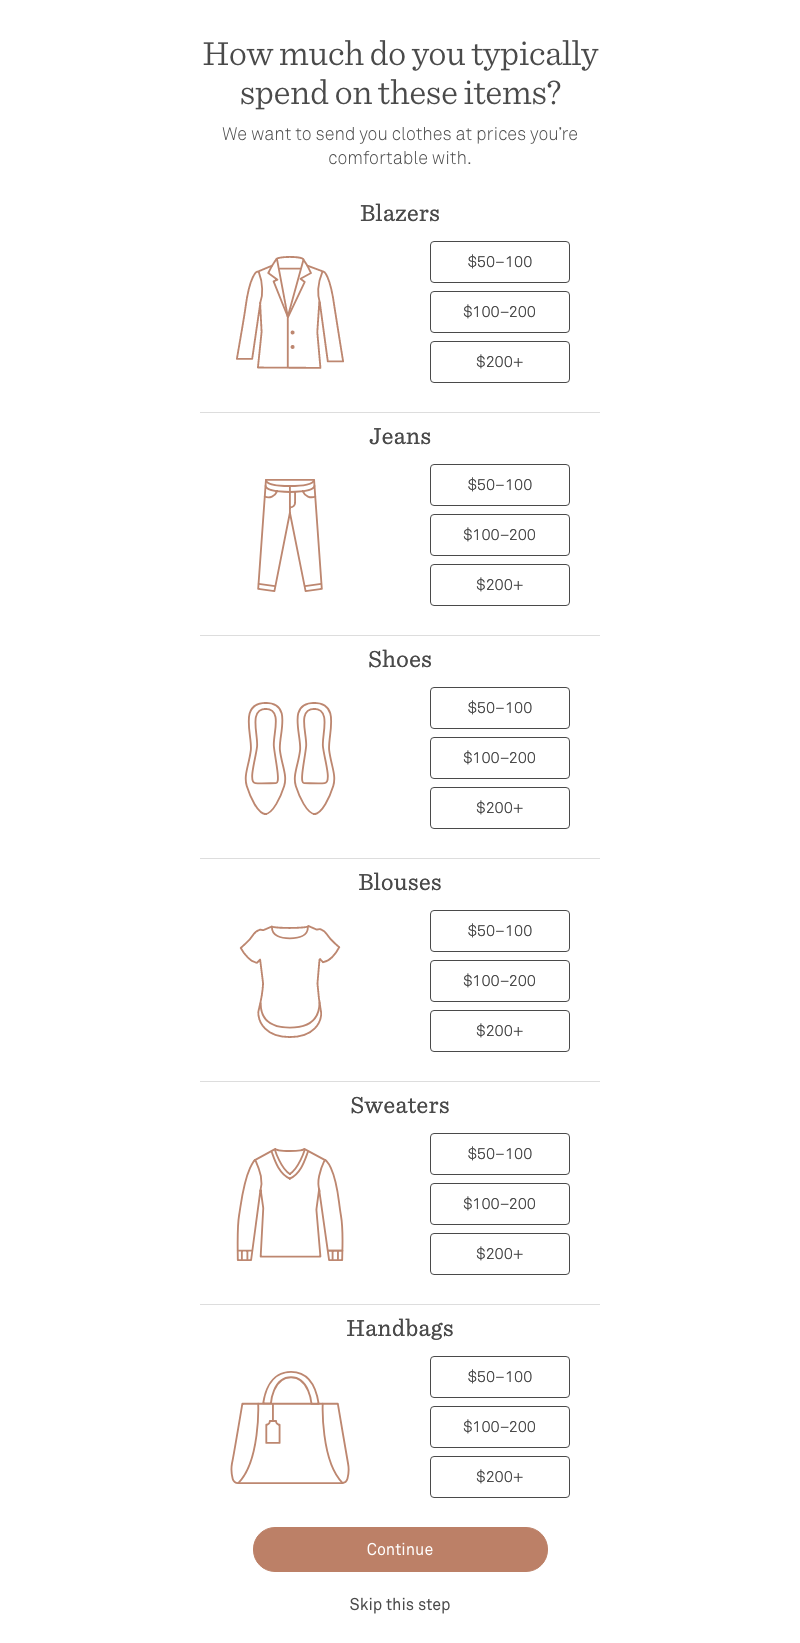 How much do you typically
spend on these items?
We want to send you clothes at prices you're
comfortable with.
Blazers
$50–100
$100–200
$200+
Jeans
$50–100
$100–200
$200+
Shoes
$50–100
$100–200
$200+
Blouses
$50–100
$100–200
$200+
Sweaters
$50–100
$100–200
$200+
Handbags
$50–100
$100–200
$200+
Continue
Skip this step